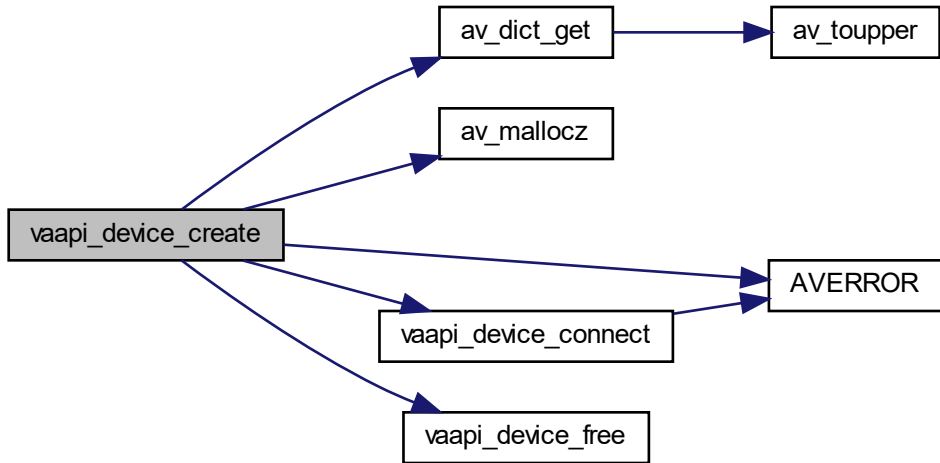 av_dict_get
av_toupper
av_mallocz
vaapi_device_create
AVERROR
vaapi_device_connect
vaapi_device_free